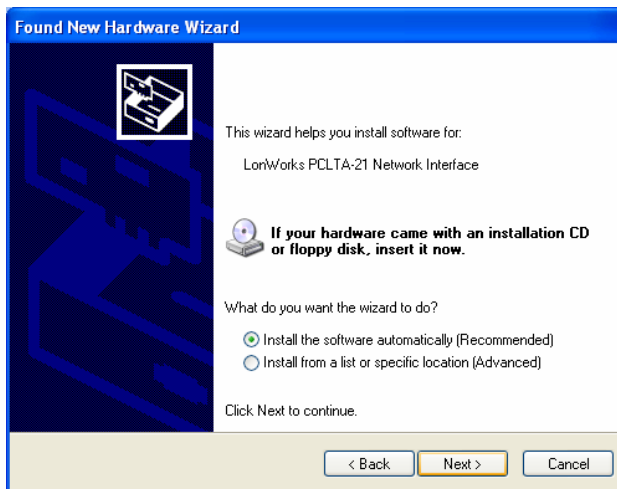 Found New Hardware Wizard
This wizard helps you install software for:
LonWorks PCLTA-21 Network Interface
If your hardware came with an installation CD
or floppy disk, insert it now.
What do you want the wizard to do?
Install the software automatically (Recommended)
Install from a list or specific location (Advanced)
Click Next to continue.
< Back Next > Cancel